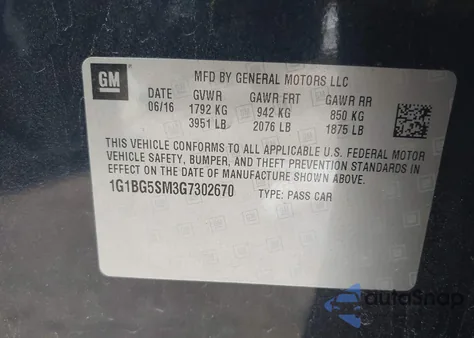 GM
MFD BY GENERAL MOTORS LLC
DATE GVWR GAWR FRT GAWR RR
06/16 1792 KG 942 KG 850 KG
3951 LB 2076 LB 1875 LB
THIS VEHICLE CONFORMS TO ALL APPLICABLE U.S. FEDERAL MOTOR
VEHICLE SAFETY, BUMPER, AND THEFT PREVENTION STANDARDS IN
EFFECT ON THE DATE OF MANUFACTURE SHOWN ABOVE.
1G1BG5SM3G7302670 TYPE: PASS CAR
autoSnap